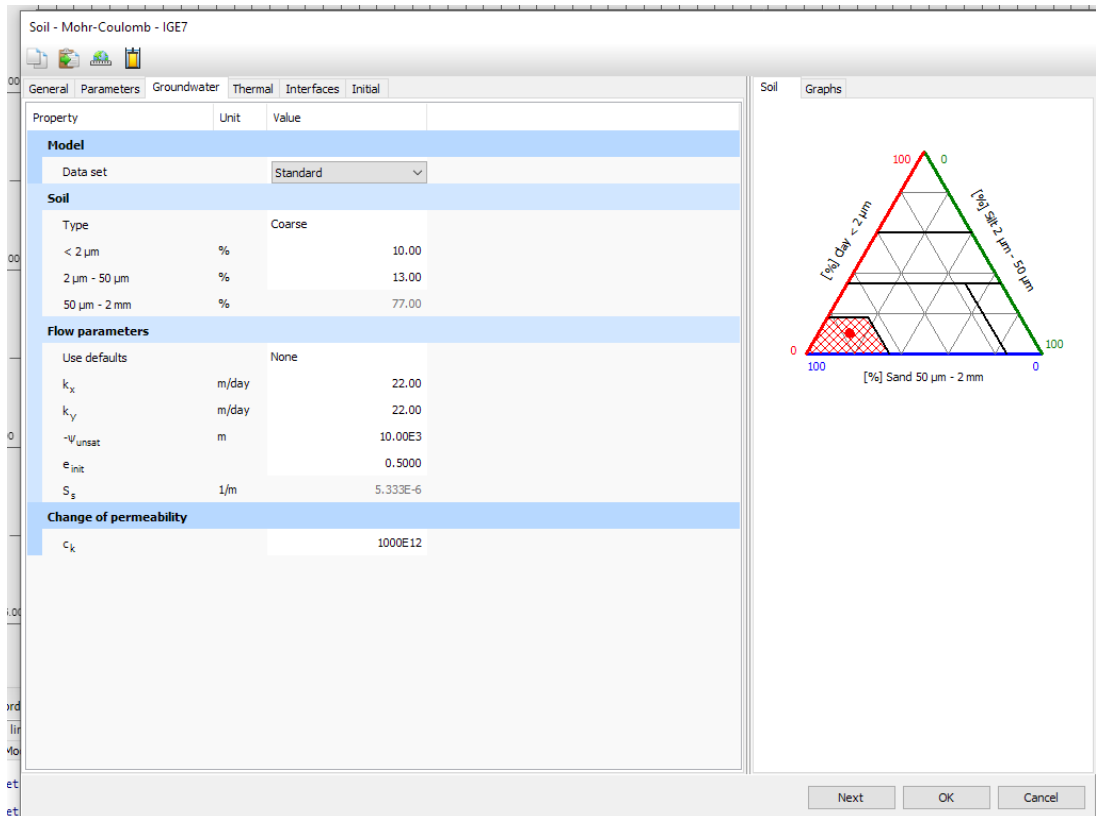 Soil - Mohr-Coulomb - IGE7
General Parameters Groundwater Thermal Interfaces Initial
Property Unit Value
Model
Data set Standard
Soil
Type Coarse
< 2 µm % 10.00
2 µm - 50 µm % 13.00
50 µm - 2 mm % 77.00
Flow parameters
Use defaults None
kx m/day 22.00
ky m/day 22.00
-ψunsat m 10.00E3
einit 0.5000
Ss 1/m 5.333E-6
Change of permeability
ck 1000E12
Soil Graphs
100 0
[%] Clay < 2 µm
[%] Silt 2 µm - 50 µm
0 100
100 0
[%] Sand 50 µm - 2 mm
Next OK Cancel